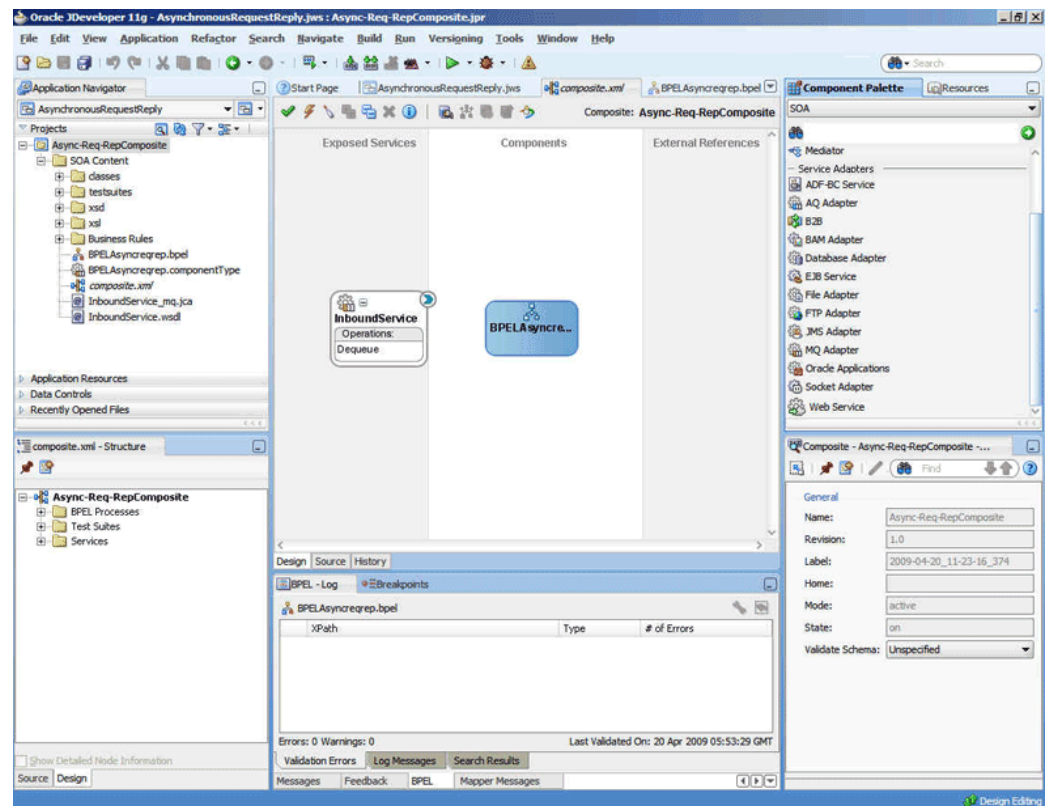 Oracle JDeveloper 11g - AsynchronousRequestReply.jws : Async-Req-RepComposite.jpr
File Edit View Application Refactor Search Navigate Build Run Versioning Tools Window Help
Search
Application Navigator
AsynchronousRequestReply
Projects
Async-Req-RepComposite
SOA Content
classes
testsuites
xsd
xsl
Business Rules
BPELAsyncreqrep.bpel
BPELAsyncreqrep.componentType
composite.xml
InboundService_mq.jca
InboundService.wsdl
Application Resources
Data Controls
Recently Opened Files
composite.xml - Structure
Async-Req-RepComposite
BPEL Processes
Test Suites
Services
Show Detailed Node Information
Source Design
Start Page AsynchronousRequestReply.jws composite.xml BPELAsyncreqrep.bpel
Composite: Async-Req-RepComposite
Exposed Services Components External References
InboundService
Operations:
Dequeue
BPELAsyncre...
Design Source History
BPEL - Log Breakpoints
BPELAsyncreqrep.bpel
XPath Type # of Errors
Errors: 0 Warnings: 0 Last Validated On: 20 Apr 2009 05:53:29 GMT
Validation Errors Log Messages Search Results
Messages Feedback BPEL Mapper Messages
Component Palette Resources
SOA
Mediator
Service Adapters
ADF-BC Service
AQ Adapter
B2B
BAM Adapter
Database Adapter
EJB Service
File Adapter
FTP Adapter
JMS Adapter
MQ Adapter
Oracle Applications
Socket Adapter
Web Service
Composite - Async-Req-RepComposite -...
Find
General
Name: Async-Req-RepComposite
Revision: 1.0
Label: 2009-04-20_11-23-16_374
Home:
Mode: active
State: on
Validate Schema: Unspecified
Design Editing